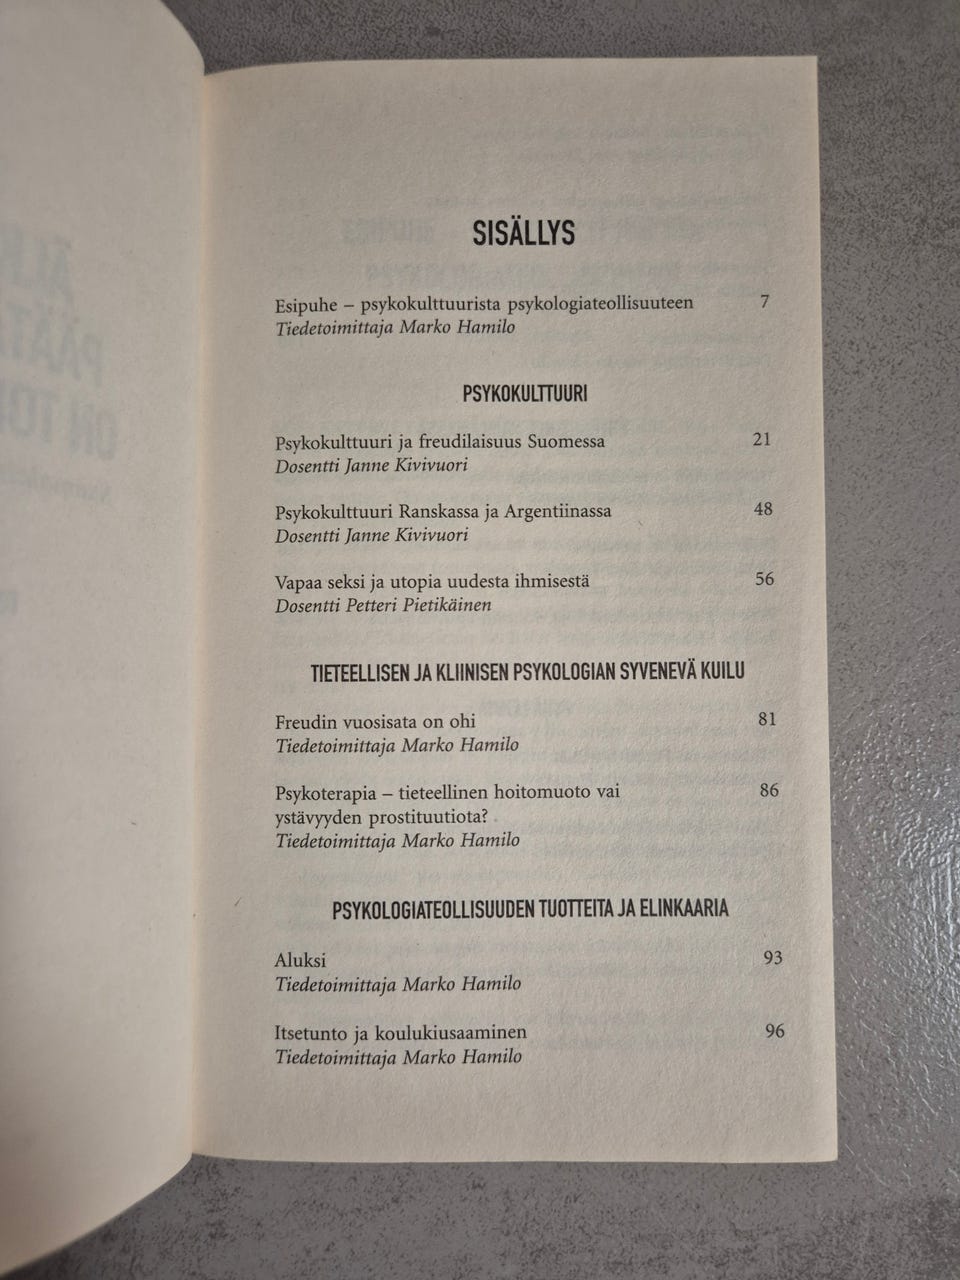 SISÄLLYS
Esipuhe – psykokulttuurista psykologiateollisuuteen 7
Tiedetoimittaja Marko Hamilo
PSYKOKULTTUURI
Psykokulttuuri ja freudilaisuus Suomessa 21
Dosentti Janne Kivivuori
Psykokulttuuri Ranskassa ja Argentiinassa 48
Dosentti Janne Kivivuori
Vapaa seksi ja utopia uudesta ihmisestä 56
Dosentti Petteri Pietikäinen
TIETEELLISEN JA KLIINISEN PSYKOLOGIAN SYVENEVÄ KUILU
Freudin vuosisata on ohi 81
Tiedetoimittaja Marko Hamilo
Psykoterapia – tieteellinen hoitomuoto vai 86
ystävyyden prostituutiota?
Tiedetoimittaja Marko Hamilo
PSYKOLOGIATEOLLISUUDEN TUOTTEITA JA ELINKAARIA
Aluksi 93
Tiedetoimittaja Marko Hamilo
Itsetunto ja koulukiusaaminen 96
Tiedetoimittaja Marko Hamilo